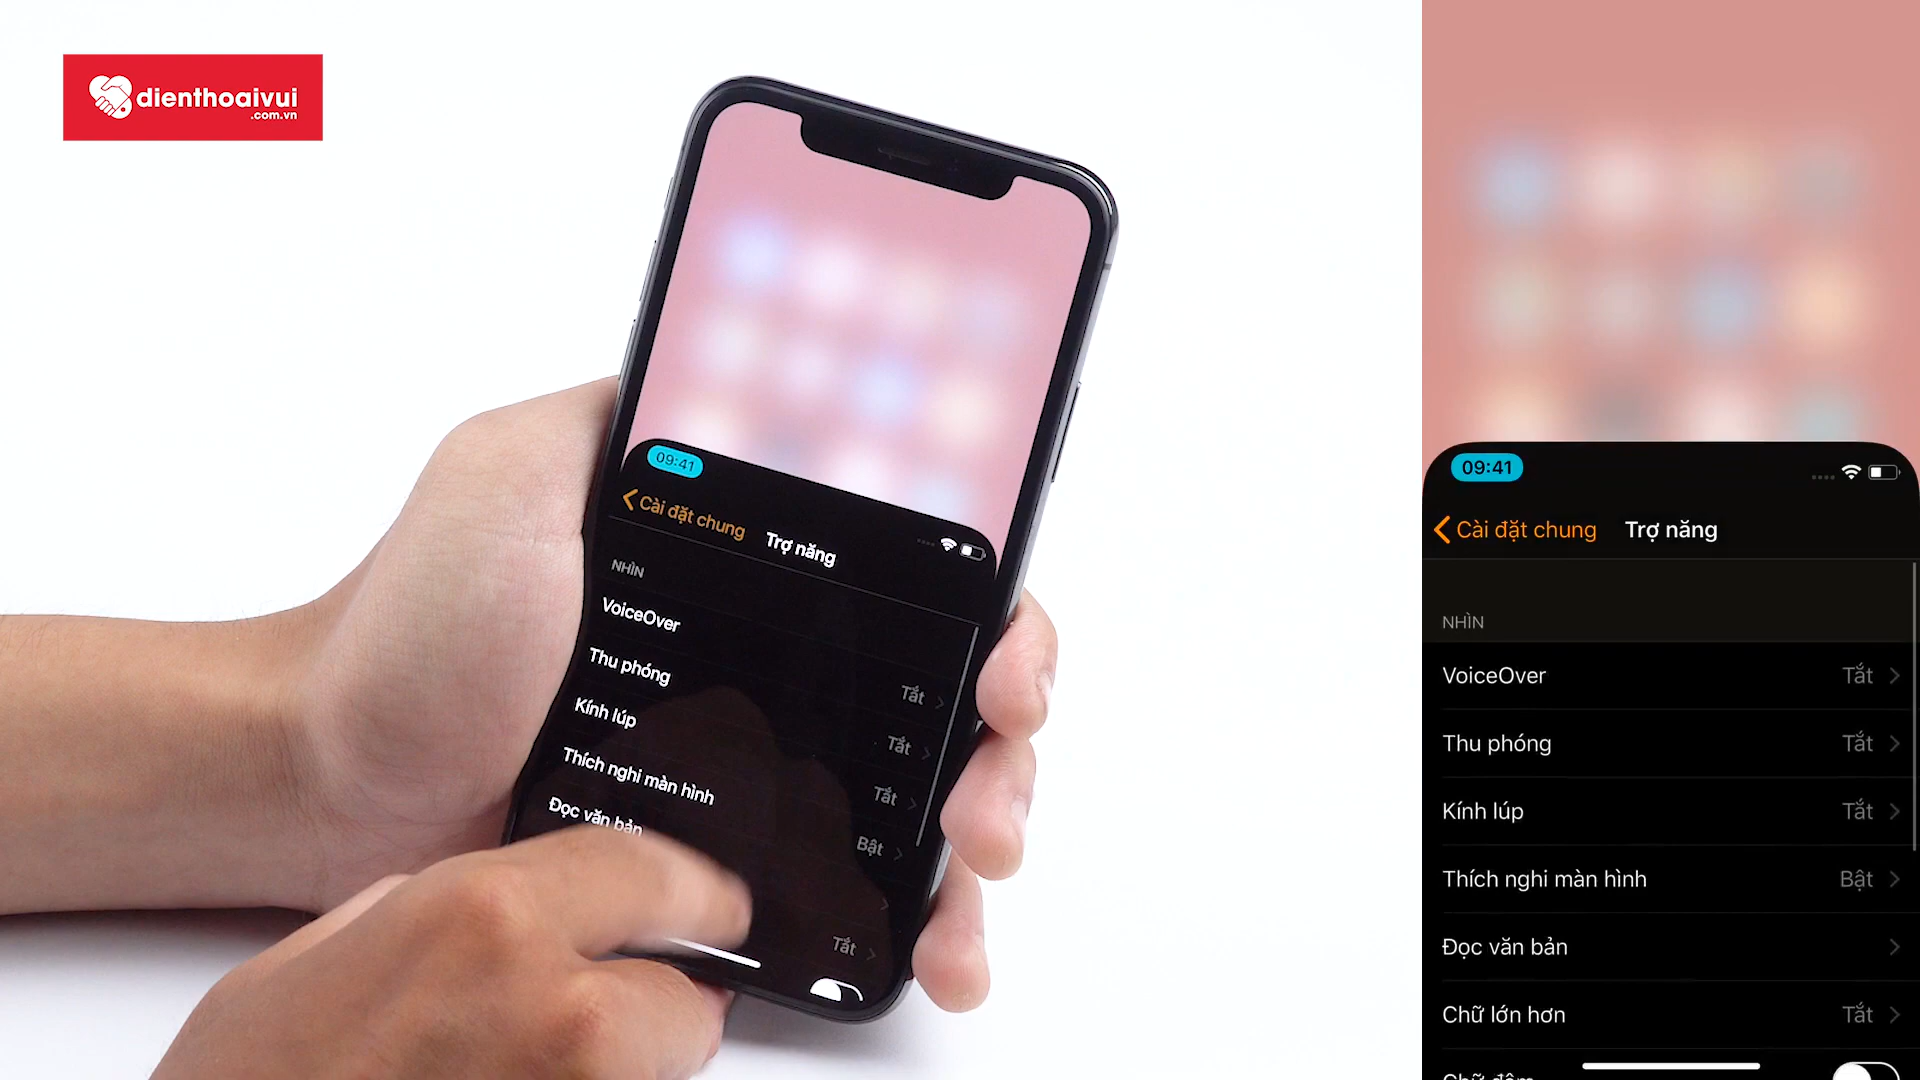 dienthoaivui
.com.vn
09:41
Cài đặt chung Trợ năng
NHÌN
VoiceOver
Tắt
Thu phóng
Tắt
Kính lúp
Tắt
Thích nghi màn hình
Bật
Đọc văn bản
Tắt
09:41
Cài đặt chung Trợ năng
NHÌN
VoiceOver Tắt
Thu phóng Tắt
Kính lúp Tắt
Thích nghi màn hình Bật
Đọc văn bản
Chữ lớn hơn Tắt
Chữ đậm